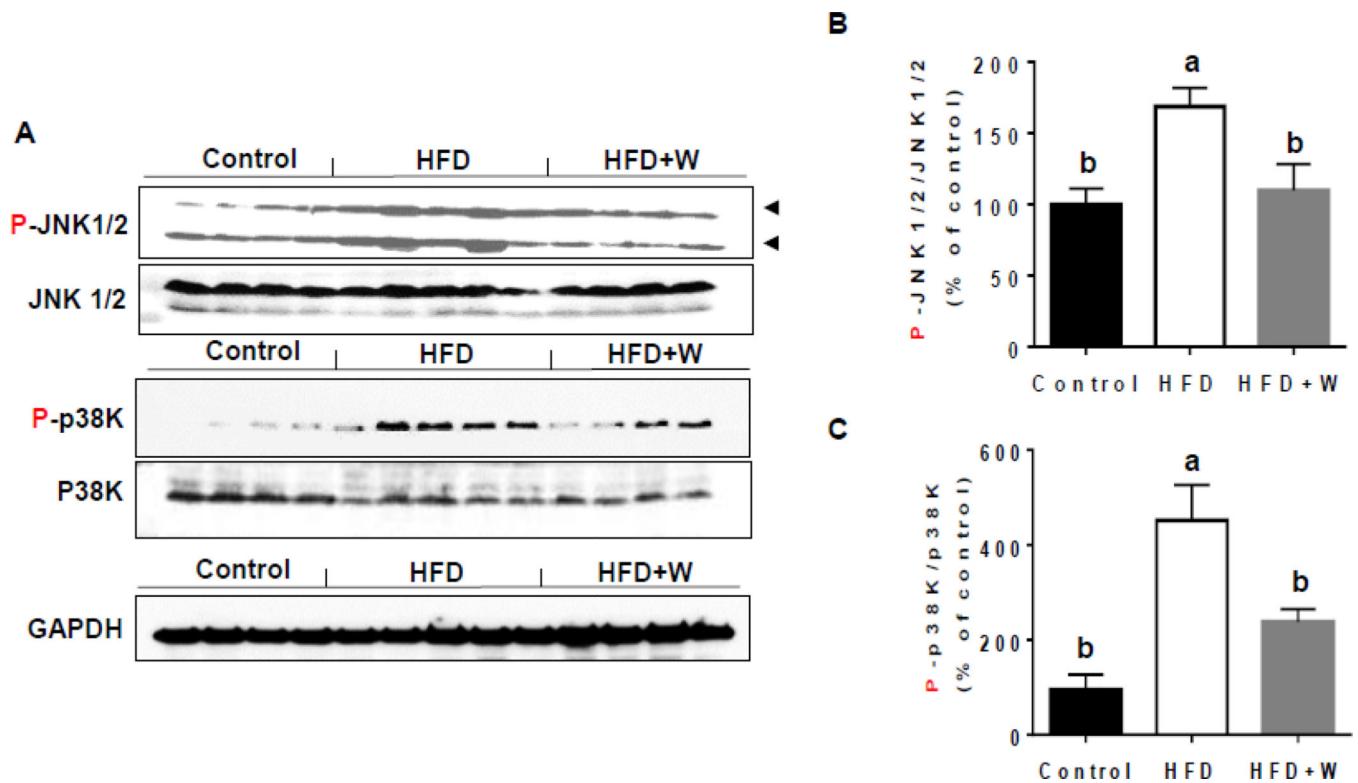 A
Control HFD HFD+W
P-JNK1/2
JNK 1/2
Control HFD HFD+W
P-p38K
P38K
Control HFD HFD+W
GAPDH
B
P-JNK1/2/JNK1/2
(% of control)
200
150
100
50
0
b a b
Control HFD HFD+W
C
P-p38K/p38K
(% of control)
600
400
200
0
b a b
Control HFD HFD+W